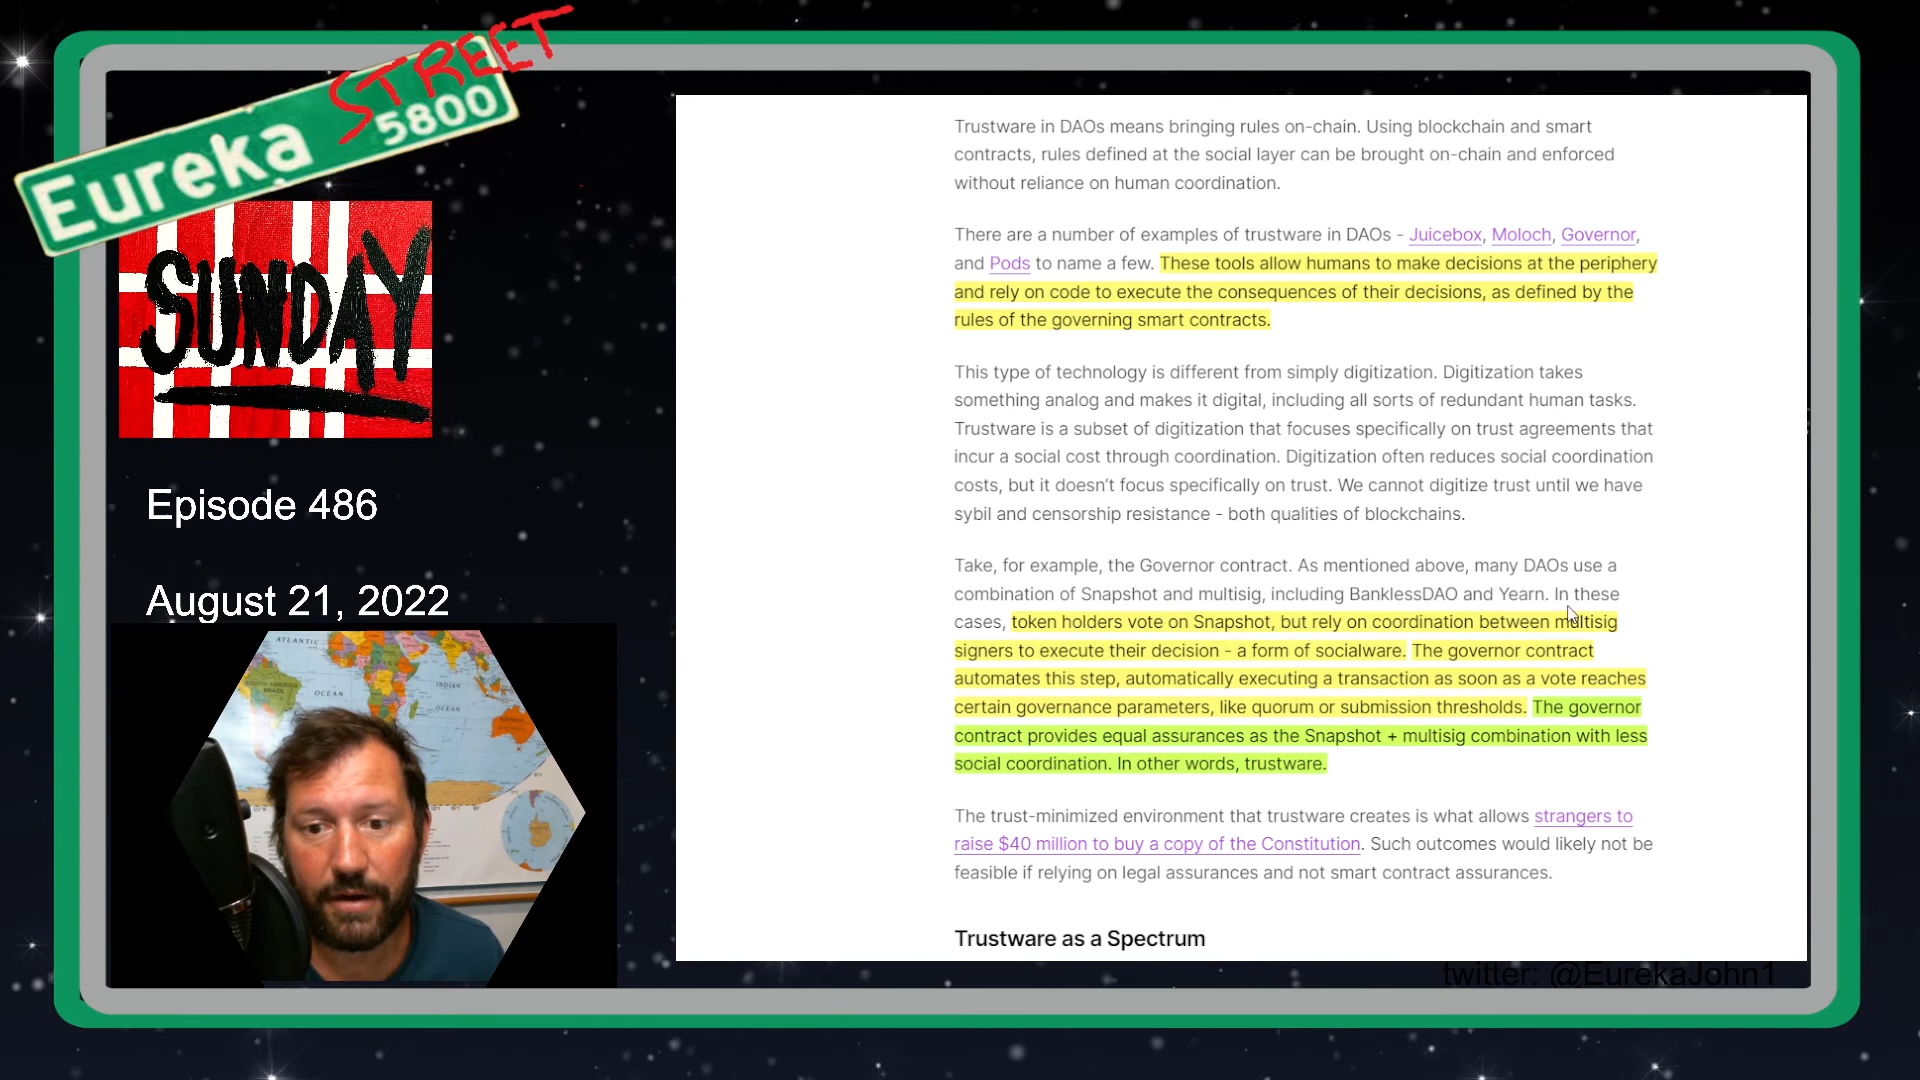 STREET
Eureka 5800
SUNDAY
Episode 486
August 21, 2022
ATLANTIC
SOUTH AMERICA
BRAZIL
OCEAN
INDIAN
OCEAN
Trustware in DAOs means bringing rules on-chain. Using blockchain and smart
contracts, rules defined at the social layer can be brought on-chain and enforced
without reliance on human coordination.
There are a number of examples of trustware in DAOs - Juicebox, Moloch, Governor,
and Pods to name a few. These tools allow humans to make decisions at the periphery
and rely on code to execute the consequences of their decisions, as defined by the
rules of the governing smart contracts.
This type of technology is different from simply digitization. Digitization takes
something analog and makes it digital, including all sorts of redundant human tasks.
Trustware is a subset of digitization that focuses specifically on trust agreements that
incur a social cost through coordination. Digitization often reduces social coordination
costs, but it doesn’t focus specifically on trust. We cannot digitize trust until we have
sybil and censorship resistance - both qualities of blockchains.
Take, for example, the Governor contract. As mentioned above, many DAOs use a
combination of Snapshot and multisig, including BanklessDAO and Yearn. In these
cases, token holders vote on Snapshot, but rely on coordination between multisig
signers to execute their decision - a form of socialware. The governor contract
automates this step, automatically executing a transaction as soon as a vote reaches
certain governance parameters, like quorum or submission thresholds. The governor
contract provides equal assurances as the Snapshot + multisig combination with less
social coordination. In other words, trustware.
The trust-minimized environment that trustware creates is what allows strangers to
raise $40 million to buy a copy of the Constitution. Such outcomes would likely not be
feasible if relying on legal assurances and not smart contract assurances.
Trustware as a Spectrum
twitter: @EurekaJohn1